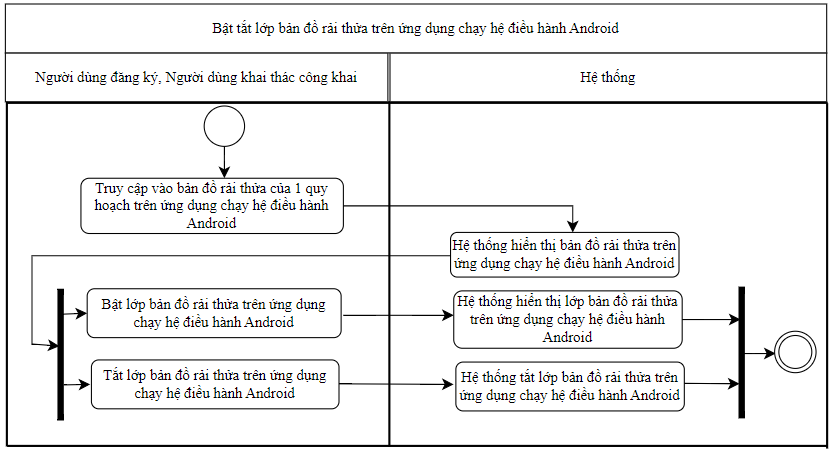 Bật tắt lớp bản đồ rải thửa trên ứng dụng chạy hệ điều hành Android
Người dùng đăng ký, Người dùng khai thác công khai
Hệ thống
Truy cập vào bản đồ rải thửa của 1 quy
hoạch trên ứng dụng chạy hệ điều hành
Android
Hệ thống hiển thị bản đồ rải thửa trên
ứng dụng chạy hệ điều hành Android
Bật lớp bản đồ rải thửa trên ứng dụng
chạy hệ điều hành Android
Hệ thống hiển thị lớp bản đồ rải thửa
trên ứng dụng chạy hệ điều hành
Android
Tắt lớp bản đồ rải thửa trên ứng dụng
chạy hệ điều hành Android
Hệ thống tắt lớp bản đồ rải thửa trên
ứng dụng chạy hệ điều hành Android